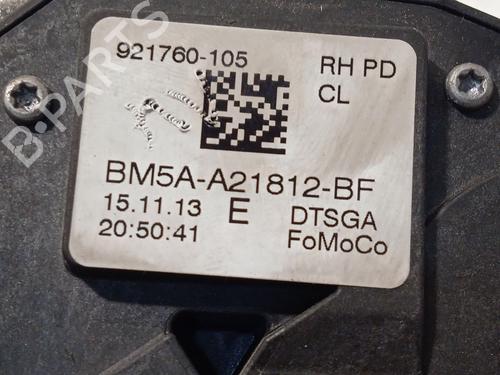 921760-105 RH PD
CL
BM5A-A21812-BF
15.11.13 E DTSGA
20:50:41 FoMoCo
B-PARTS